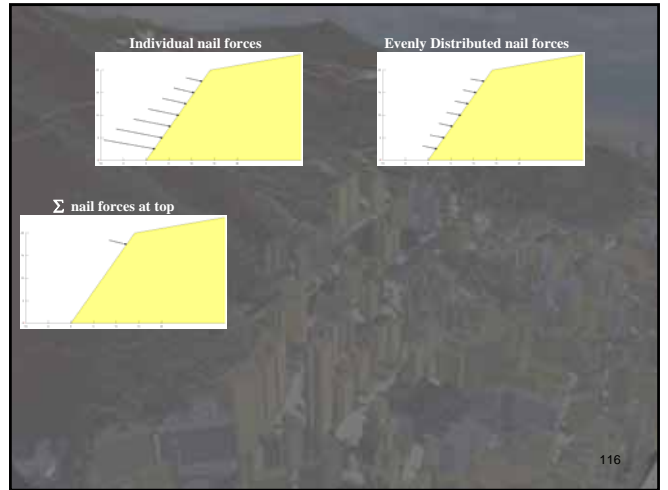 Individual nail forces
Evenly Distributed nail forces
Σ nail forces at top
116